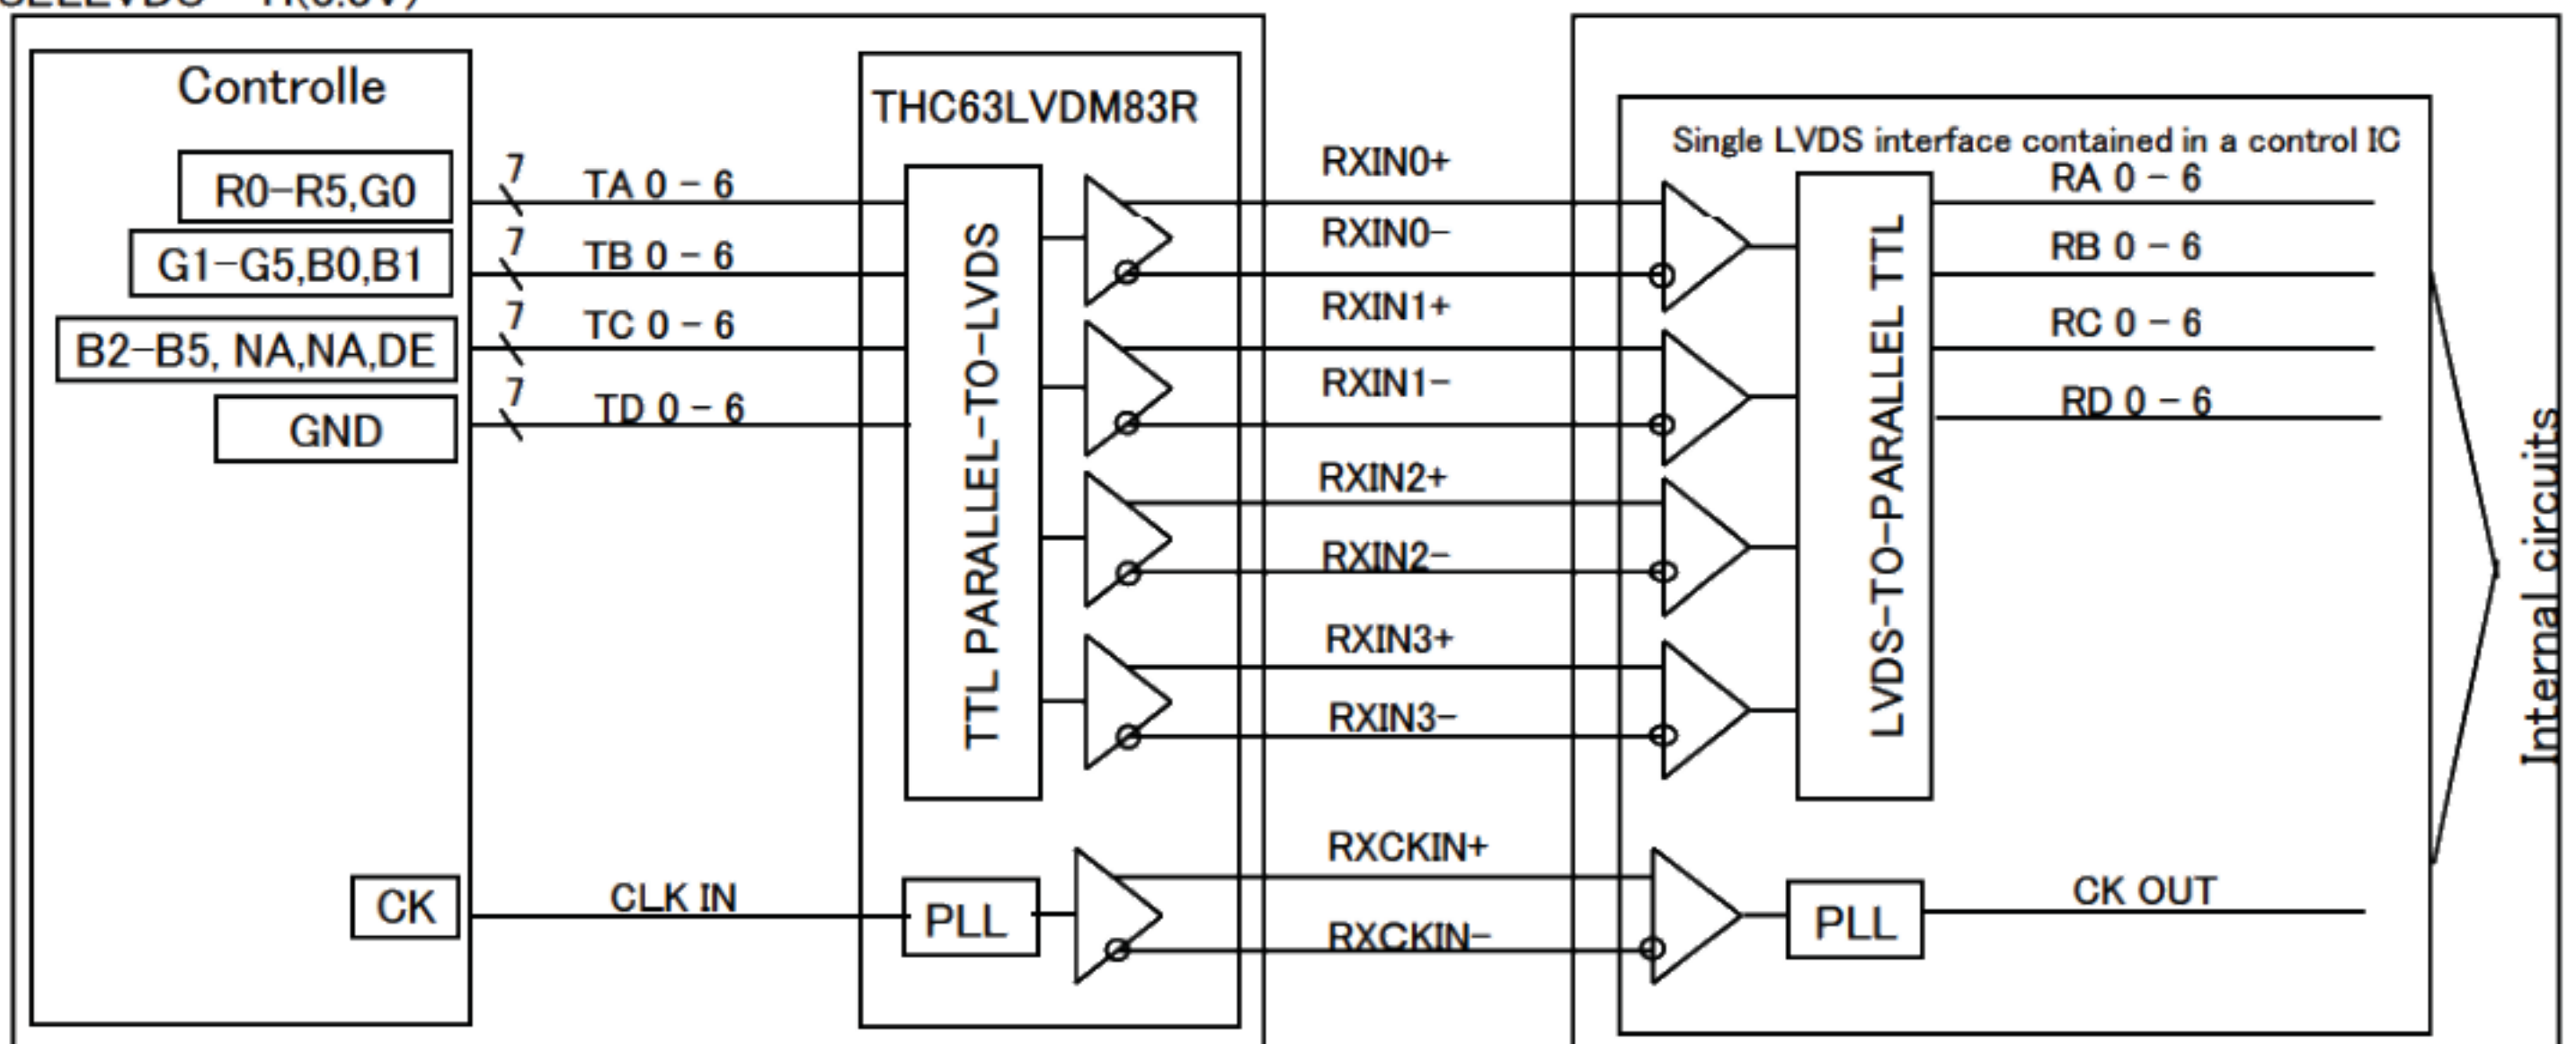 Controlle
R0-R5,G0
G1-G5,B0,B1
B2-B5, NA,NA,DE
GND
CK
7
TA 0 - 6
7
TB 0 - 6
7
TC 0 - 6
7
TD 0 - 6
CLK IN
THC63LVDM83R
TTL PARALLEL-TO-LVDS
PLL
RXIN0+
RXIN0-
RXIN1+
RXIN1-
RXIN2+
RXIN2-
RXIN3+
RXIN3-
RXCKIN+
RXCKIN-
Single LVDS interface contained in a control IC
LVDS-TO-PARALLEL TTL
PLL
RA 0 - 6
RB 0 - 6
RC 0 - 6
RD 0 - 6
CK OUT
Internal circuits